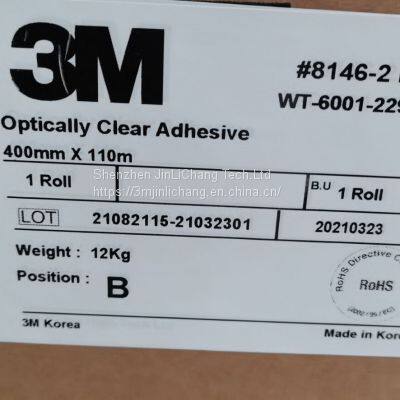 3M
#8146-2
WT-6001-229
Optically Clear Adhesive
400mm X 110m
Shenzhen JinLiChang Tech.Ltd
https://3mjinlichang.en.china.cn/
1 Roll
B.U 1 Roll
LOT 21082115-21032301 20210323
Weight : 12Kg
Position : B
RoHS Directive C
RoHS
3M Korea
Made in Kor